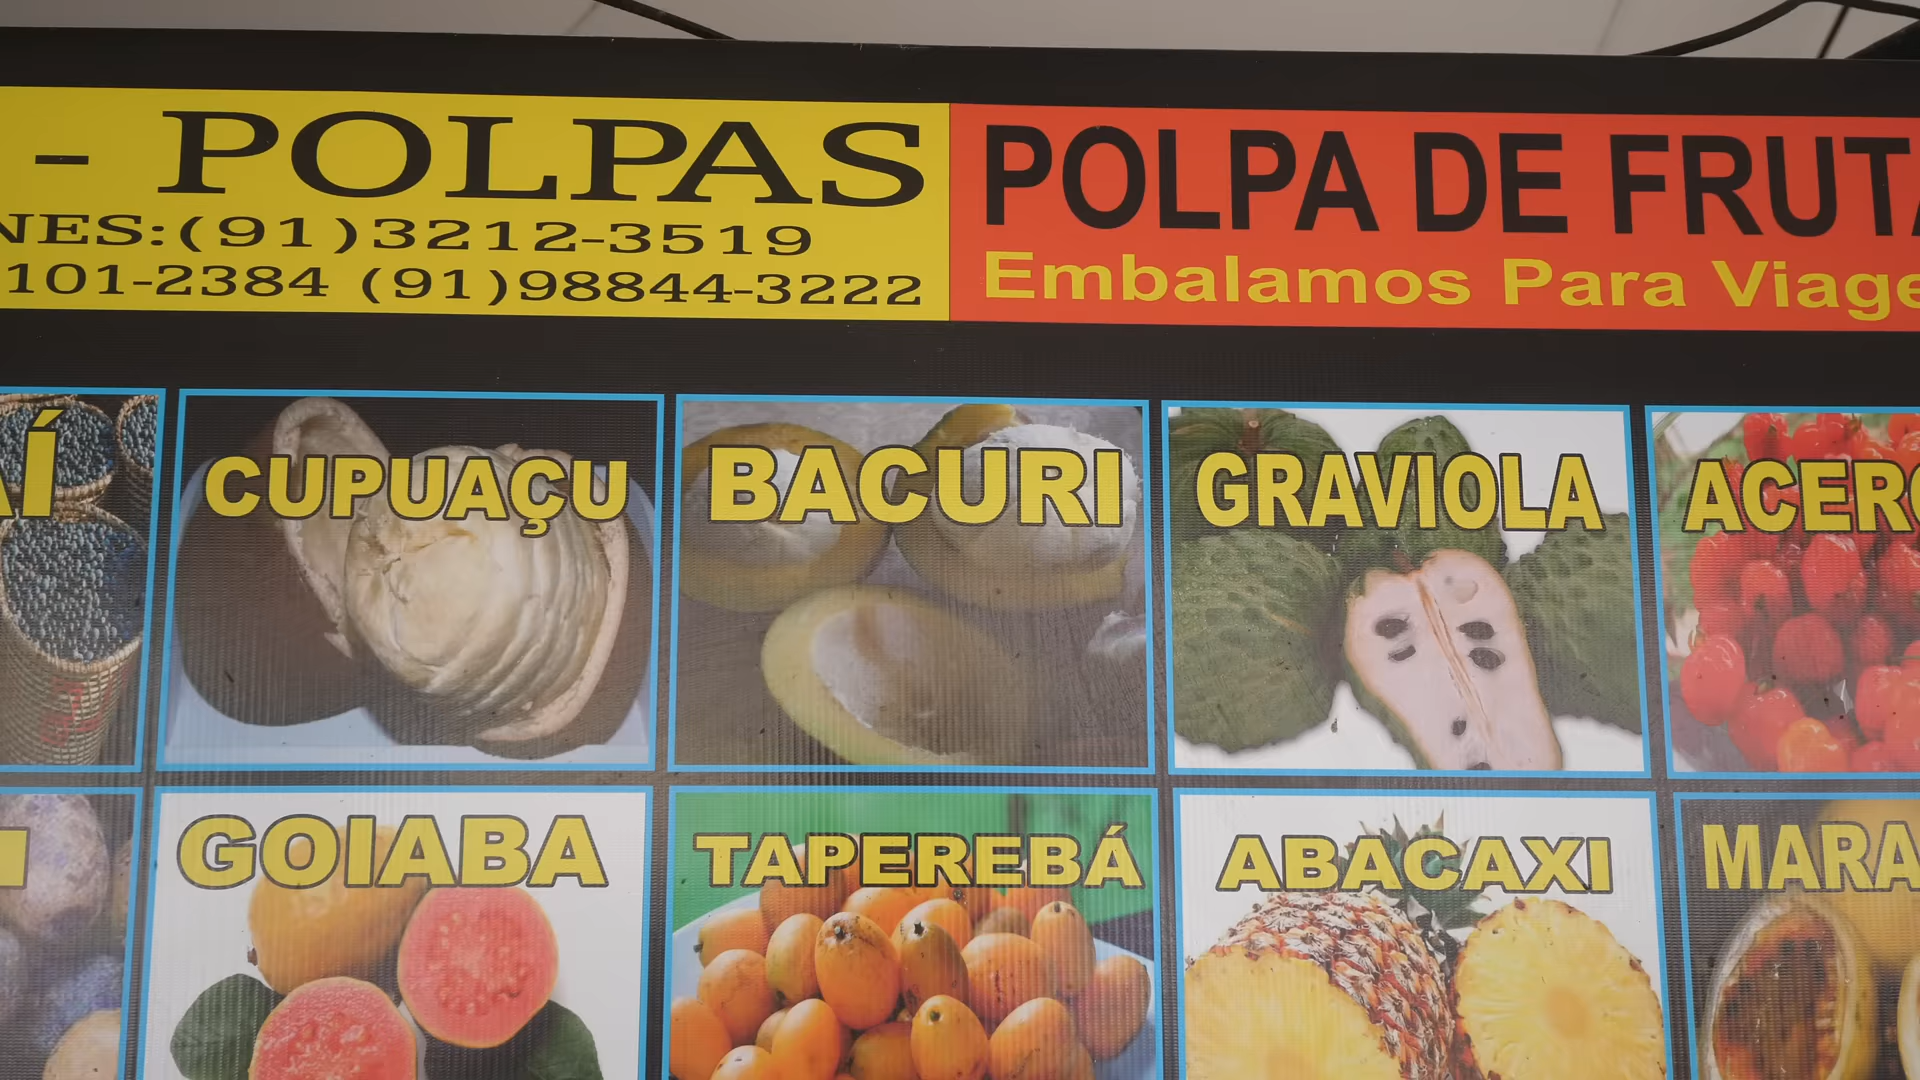 - POLPAS
NES:(91)3212-3519
101-2384 (91)98844-3222
POLPA DE FRUTA
Embalamos Para Viage
AÍ
CUPUAÇU
BACURI
GRAVIOLA
ACERO
GOIABA
TAPEREBÁ
ABACAXI
MARA